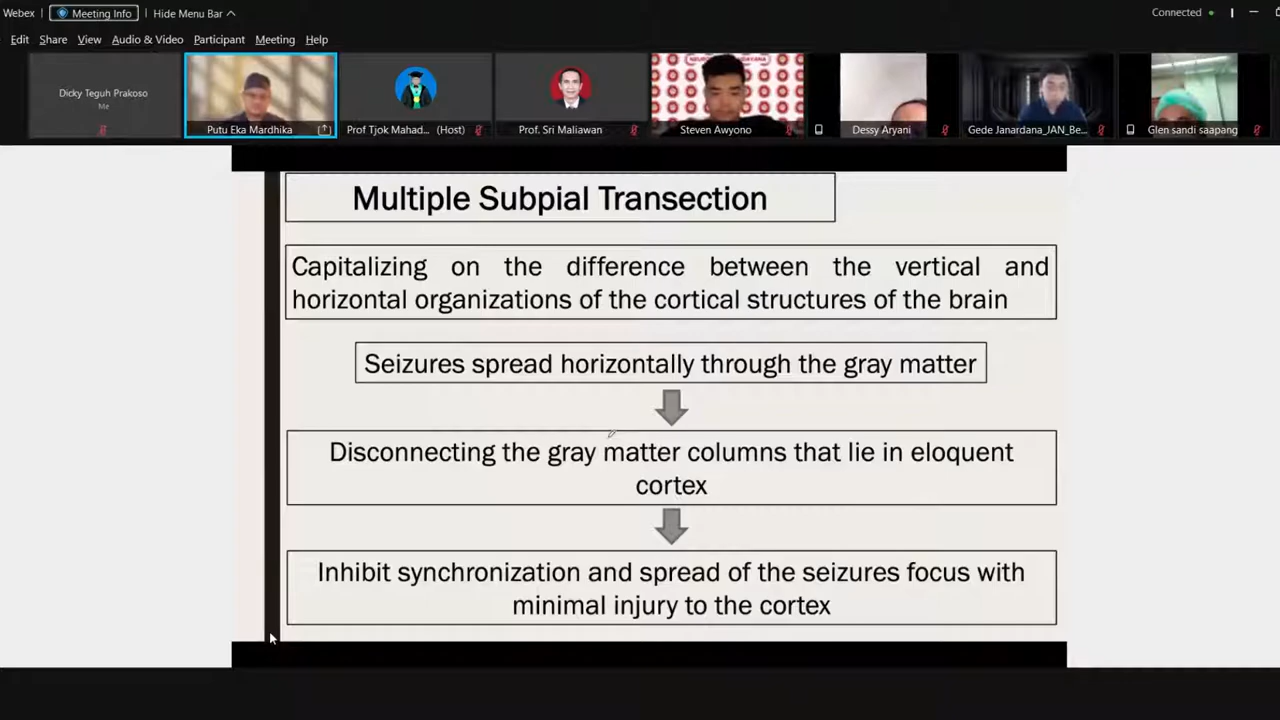 Webex
Meeting Info
Hide Menu Bar
Connected
Edit
Share
View
Audio & Video
Participant
Meeting
Help
Dicky Teguh Prakoso
Me
Putu Eka Mardhika
Prof Tjok Mahad... (Host)
Prof. Sri Maliawan
Steven Awyono
Dessy Aryani
Gede Janardana_JAN_Be...
Glen sandi saapang
Multiple Subpial Transection
Capitalizing on the difference between the vertical and
horizontal organizations of the cortical structures of the brain
Seizures spread horizontally through the gray matter
Disconnecting the gray matter columns that lie in eloquent
cortex
Inhibit synchronization and spread of the seizures focus with
minimal injury to the cortex